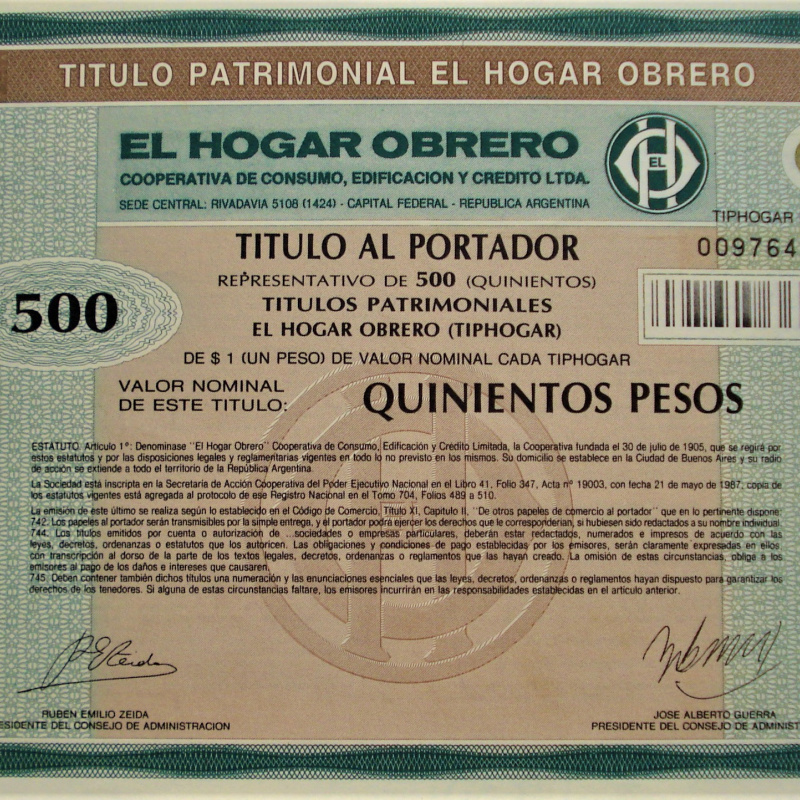 TITULO PATRIMONIAL EL HOGAR OBRERO
EL HOGAR OBRERO
COOPERATIVA DE CONSUMO, EDIFICACION Y CREDITO LTDA.
SEDE CENTRAL: RIVADAVIA 5108 (1424) - CAPITAL FEDERAL - REPUBLICA ARGENTINA
EL
TIPHOGAR
009764
TITULO AL PORTADOR
REPRESENTATIVO DE 500 (QUINIENTOS)
TITULOS PATRIMONIALES
EL HOGAR OBRERO (TIPHOGAR)
500
DE $ 1 (UN PESO) DE VALOR NOMINAL CADA TIPHOGAR
VALOR NOMINAL
DE ESTE TITULO:
QUINIENTOS PESOS
ESTATUTO: Artículo 1º: Denomínase "El Hogar Obrero" Cooperativa de Consumo, Edificación y Crédito Limitada, la Cooperativa fundada el 30 de julio de 1905, que se regirá por
estos estatutos y por las disposiciones legales y reglamentarias vigentes en todo lo no previsto en los mismos. Su domicilio se establece en la Ciudad de Buenos Aires y su radio
de acción se extiende a todo el territorio de la República Argentina.
La Sociedad está inscripta en la Secretaría de Acción Cooperativa del Poder Ejecutivo Nacional en el Libro 41, Folio 347, Acta nº 19003, con fecha 21 de mayo de 1987, copia de
los estatutos vigentes está agregada al protocolo de ese Registro Nacional en el Tomo 704, Folios 489 a 510.
La emisión de este último se realiza según lo establecido en el Código de Comercio, Título XI, Capítulo II, "De otros papeles de comercio al portador" que en lo pertinente dispone:
742. Los papeles al portador serán transmisibles por la simple entrega, y el portador podrá ejercer los derechos que le corresponderían, si hubiesen sido redactados a su nombre individual.
744. Los títulos emitidos por cuenta o autorización de ...sociedades o empresas particulares, deberán estar redactados, numerados e impresos de acuerdo con las
leyes, decretos, ordenanzas o estatutos que los autoricen. Las obligaciones y condiciones de pago establecidas por los emisores, serán claramente expresadas en ellos,
con transcripción al dorso de la parte de los textos legales, decretos, ordenanzas o reglamentos que las hayan creado. La omisión de estas circunstancias, obliga a los
emisores al pago de los daños e intereses que causaren.
745. Deben contener también dichos títulos una numeración y las enunciaciones esenciales que las leyes, decretos, ordenanzas o reglamentos hayan dispuesto para garantizar los
derechos de los tenedores. Si alguna de estas circunstancias faltare, los emisores incurrirán en las responsabilidades establecidas en el artículo anterior.
RUBEN EMILIO ZEIDA
ESIDENTE DEL CONSEJO DE ADMINISTRACION
JOSE ALBERTO GUERRA
PRESIDENTE DEL CONSEJO DE ADMINIST